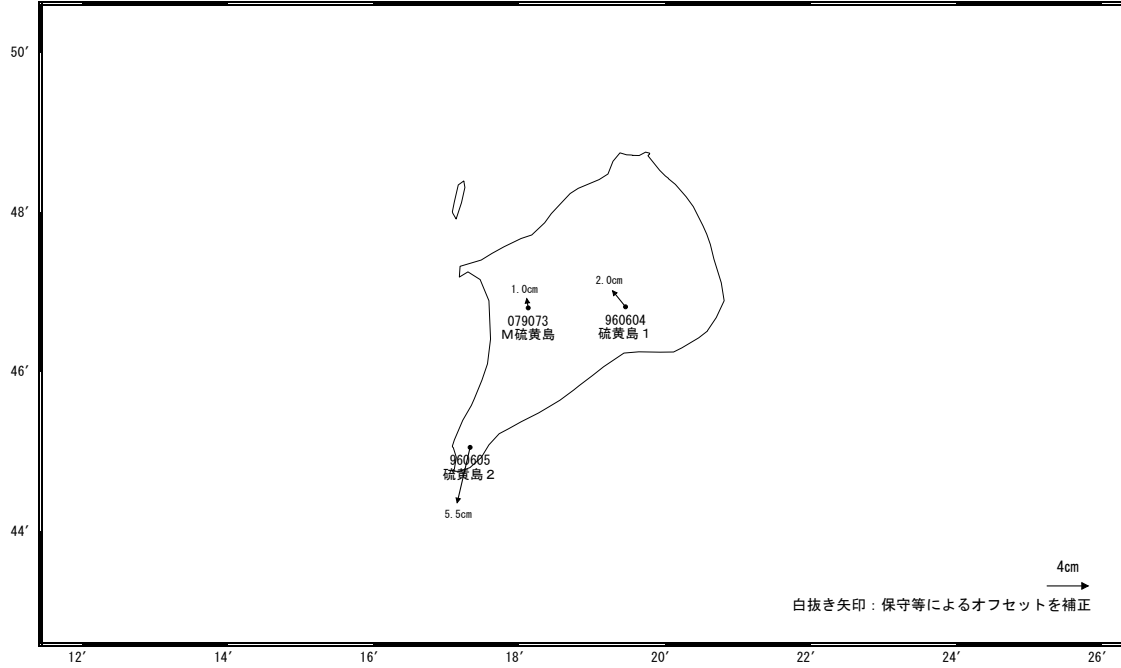 50′
48′
1.0cm
2.0cm
079073
M硫黄島
960604
硫黄島１
46′
960605
硫黄島２
5.5cm
44′
4cm
白抜き矢印：保守等によるオフセットを補正
12′ 14′ 16′ 18′ 20′ 22′ 24′ 26′